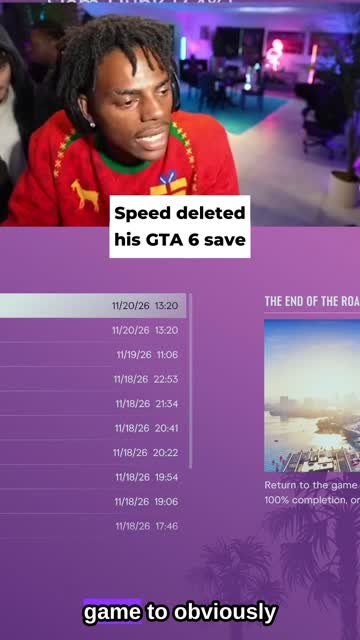 Speed deleted
his GTA 6 save
11/20/26 13:20
THE END OF THE ROA
11/20/26 13:20
11/19/26 11:06
11/18/26 22:53
11/18/26 21:34
11/18/26 20:41
11/18/26 20:22
11/18/26 19:54
11/18/26 19:06
11/18/26 17:46
Return to the game
100% completion, or
game to obviously